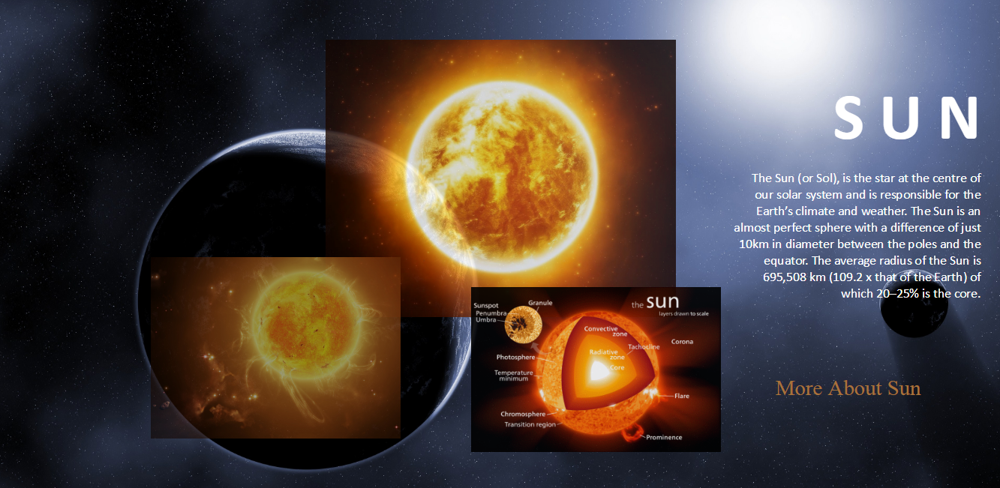 S U N
The Sun (or Sol), is the star at the centre of
our solar system and is responsible for the
Earth's climate and weather. The Sun is an
almost perfect sphere with a difference of just
10km in diameter between the poles and the
equator. The average radius of the Sun is
695,508 km (109.2 x that of the Earth) of
which 20–25% is the core.
More About Sun
the sun
layers drawn to scale
Sunspot
Penumbra
Umbra
Granule
Convective
zone
Radiative
zone
Tachocline
Core
Corona
Photosphere
Temperature
minimum
Flare
Chromosphere
Transition region
Prominence